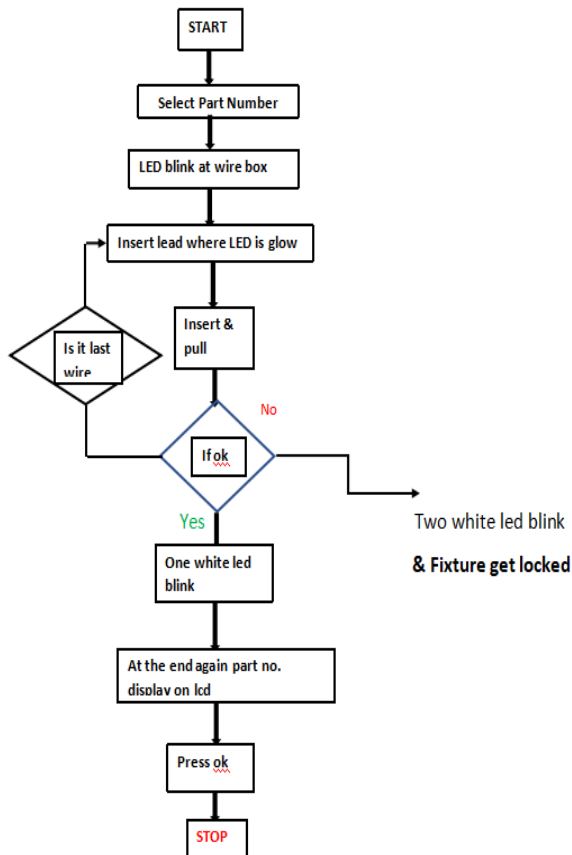 START
Select Part Number
LED blink at wire box
Insert lead where LED is glow
Insert &
pull
Is it last
wire
No
If ok
Yes
Two white led blink
& Fixture get locked
One white led
blink
At the end again part no.
display on lcd
Press ok
STOP